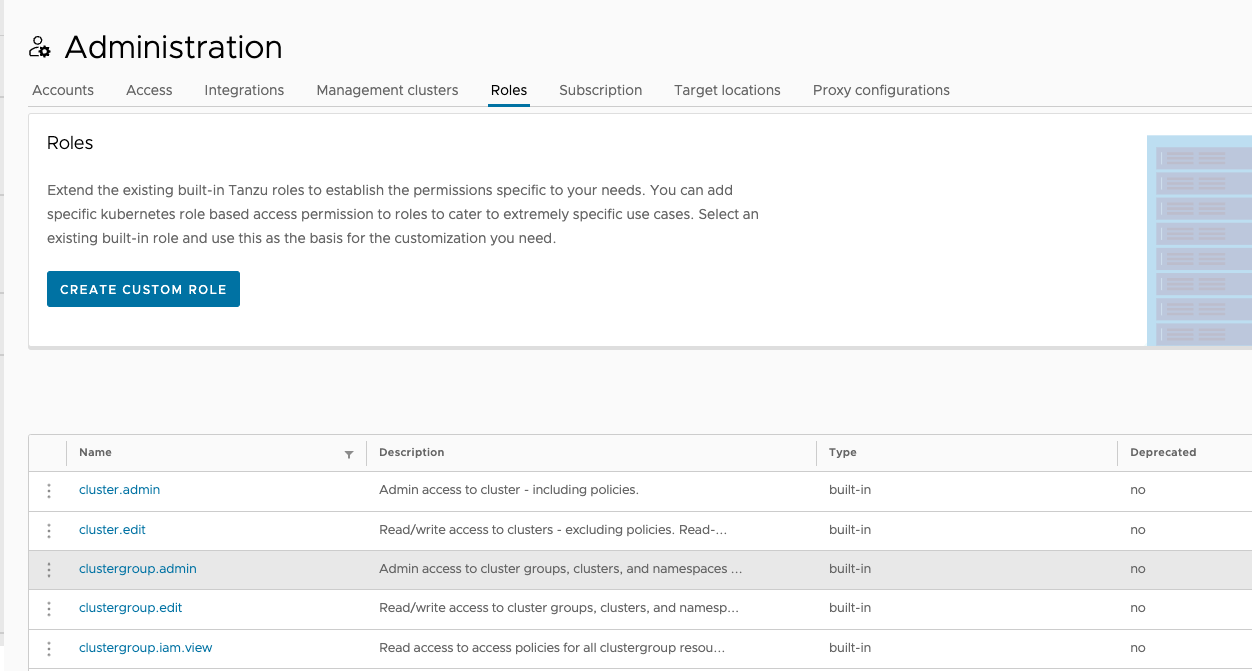 Administration
Accounts Access Integrations Management clusters Roles Subscription Target locations Proxy configurations
Roles
Extend the existing built-in Tanzu roles to establish the permissions specific to your needs. You can add
specific kubernetes role based access permission to roles to cater to extremely specific use cases. Select an
existing built-in role and use this as the basis for the customization you need.
CREATE CUSTOM ROLE
Name Description Type Deprecated
cluster.admin Admin access to cluster - including policies. built-in no
cluster.edit Read/write access to clusters - excluding policies. Read-... built-in no
clustergroup.admin Admin access to cluster groups, clusters, and namespaces ... built-in no
clustergroup.edit Read/write access to cluster groups, clusters, and namesp... built-in no
clustergroup.iam.view Read access to access policies for all clustergroup resou... built-in no